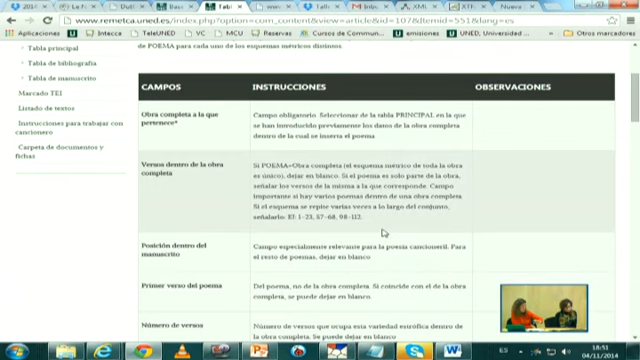 www.remetca.uned.es/index.php?option=com_content&view=article&id=107&Itemid=551&lang=es
Aplicaciones Intecca TeleUNED VC MCU Reservas Cursos de Commun... emisiones UNED, Universidad ... » Otros marcadores
Tabla principal
de POEMA para cada uno de los esquemas métricos distintos
Tabla de bibliografía
Tabla de manuscrito
Marcado TEI
Listado de textos
Instrucciones para trabajar con
cancionero
Carpeta de documentos y
fichas
CAMPOS INSTRUCCIONES OBSERVACIONES
Obra completa a la que
pertenece*
Campo obligatorio. Seleccionar de la tabla PRINCIPAL en la que
se han introducido previamente los datos de la obra completa
dentro de la cual se inserta el poema
Versos dentro de la obra
completa
Si POEMA=Obra completa (el esquema métrico de toda la obra
es único), dejar en blanco. Si el poema es solo parte de la obra,
señalar los versos de la misma a la que corresponde. Campo
importante si hay varios poemas dentro de una obra completa
Si el esquema se repite varias veces a lo largo del conjunto,
señalarlo: EJ: 1-23, 57-68, 98-112.
Posición dentro del
manuscrito
Campo especialmente relevante para la poesía cancioneril. Para
el resto de poemas, dejar en blanco
Primer verso del poema
Del poema, no de la obra completa. Si coincide con el de la obra
completa, se puede dejar en blanco.
Número de versos
Número de versos que ocupa esta variedad estrófica dentro de
la obra completa. Se puede dejar en blanco
ES
18:51
04/11/2014